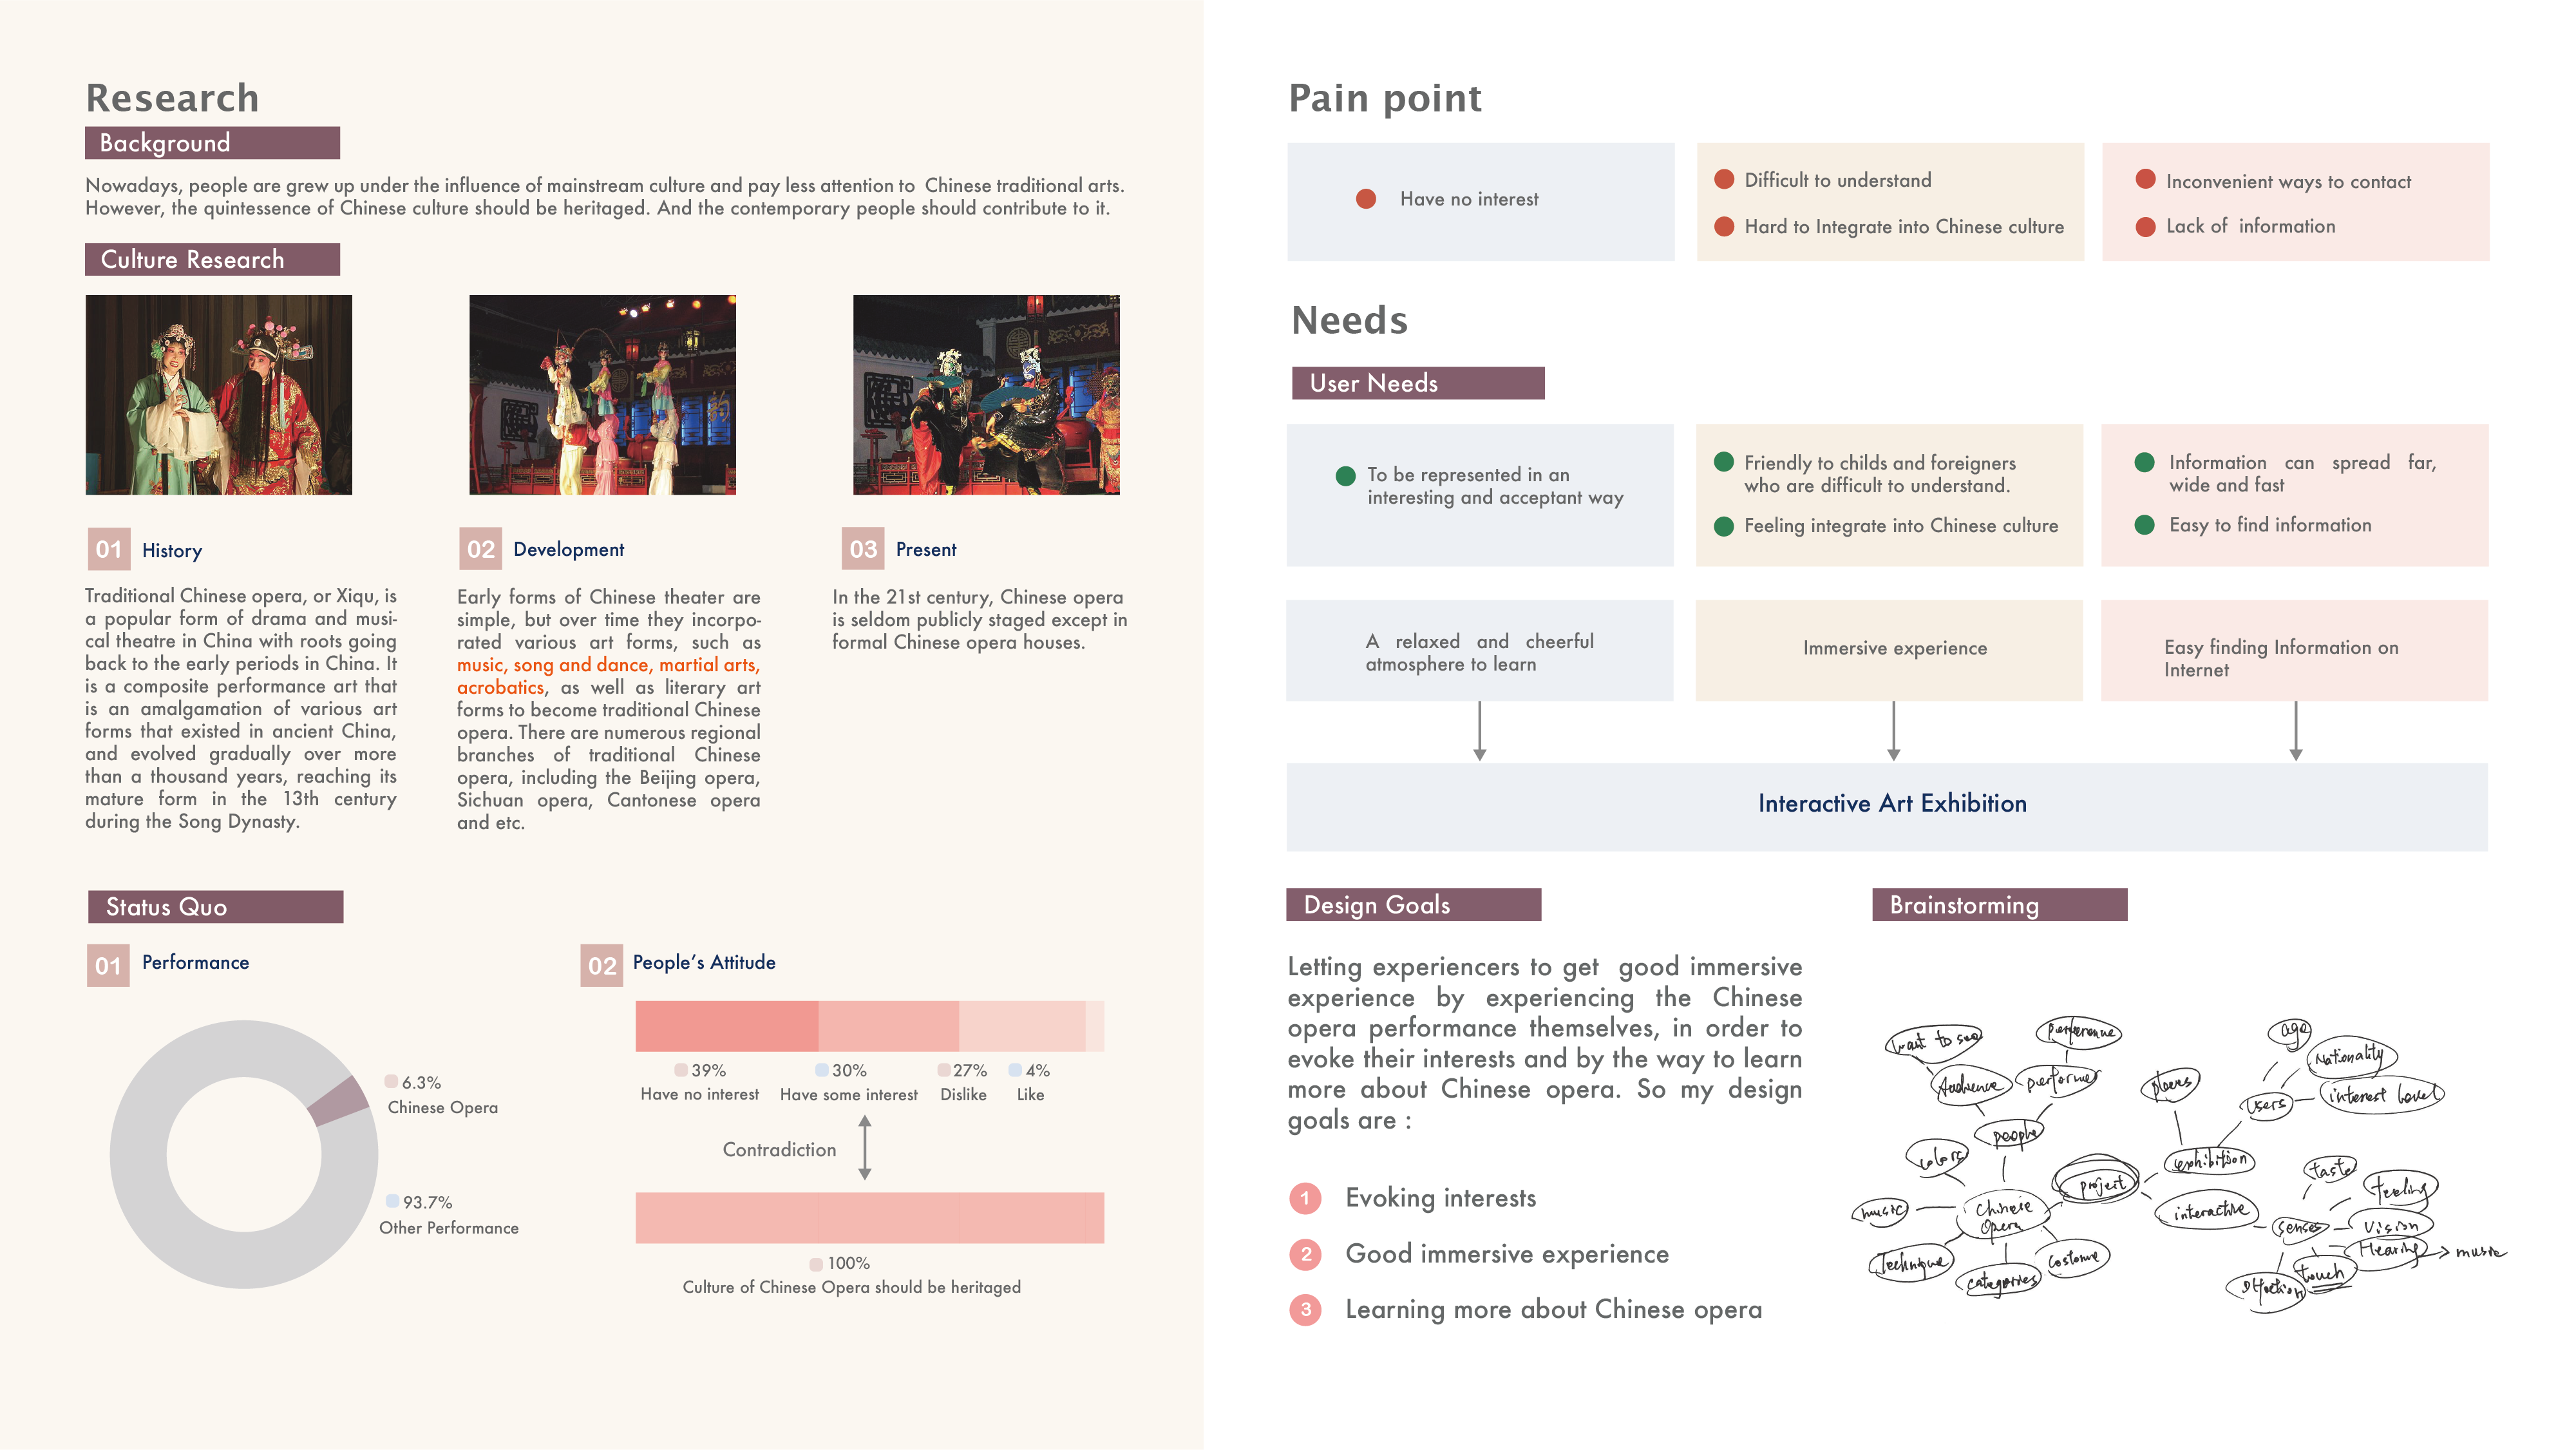 Research
Background
Nowadays, people are grew up under the influence of mainstream culture and pay less attention to Chinese traditional arts.
However, the quintessence of Chinese culture should be heritaged. And the contemporary people should contribute to it.
Culture Research
01 History
Traditional Chinese opera, or Xiqu, is
a popular form of drama and musi-
cal theatre in China with roots going
back to the early periods in China. It
is a composite performance art that
is an amalgamation of various art
forms that existed in ancient China,
and evolved gradually over more
than a thousand years, reaching its
mature form in the 13th century
during the Song Dynasty.
02 Development
Early forms of Chinese theater are
simple, but over time they incorpo-
rated various art forms, such as
music, song and dance, martial arts,
acrobatics, as well as literary art
forms to become traditional Chinese
opera. There are numerous regional
branches of traditional Chinese
opera, including the Beijing opera,
Sichuan opera, Cantonese opera
and etc.
03 Present
In the 21st century, Chinese opera
is seldom publicly staged except in
formal Chinese opera houses.
Status Quo
01 Performance
6.3%
Chinese Opera
93.7%
Other Performance
02 People's Attitude
39%
Have no interest
30%
Have some interest
27%
Dislike
4%
Like
Contradiction
100%
Culture of Chinese Opera should be heritaged
Pain point
Have no interest
Difficult to understand
Hard to Integrate into Chinese culture
Inconvenient ways to contact
Lack of information
Needs
User Needs
To be represented in an
interesting and acceptant way
Friendly to childs and foreigners
who are difficult to understand.
Feeling integrate into Chinese culture
Information can spread far,
wide and fast
Easy to find information
A relaxed and cheerful
atmosphere to learn
Immersive experience
Easy finding Information on
Internet
Interactive Art Exhibition
Design Goals
Letting experiencers to get good immersive
experience by experiencing the Chinese
opera performance themselves, in order to
evoke their interests and by the way to learn
more about Chinese opera. So my design
goals are :
1 Evoking interests
2 Good immersive experience
3 Learning more about Chinese opera
Brainstorming
want to see
Audience
performer
people
colors
music
Chinese
Opera
Technique
categories
costume
project
exhibition
users
age
Nationality
interest level
interactive
senses
taste
feeling
Vision
Hearing
music
touch